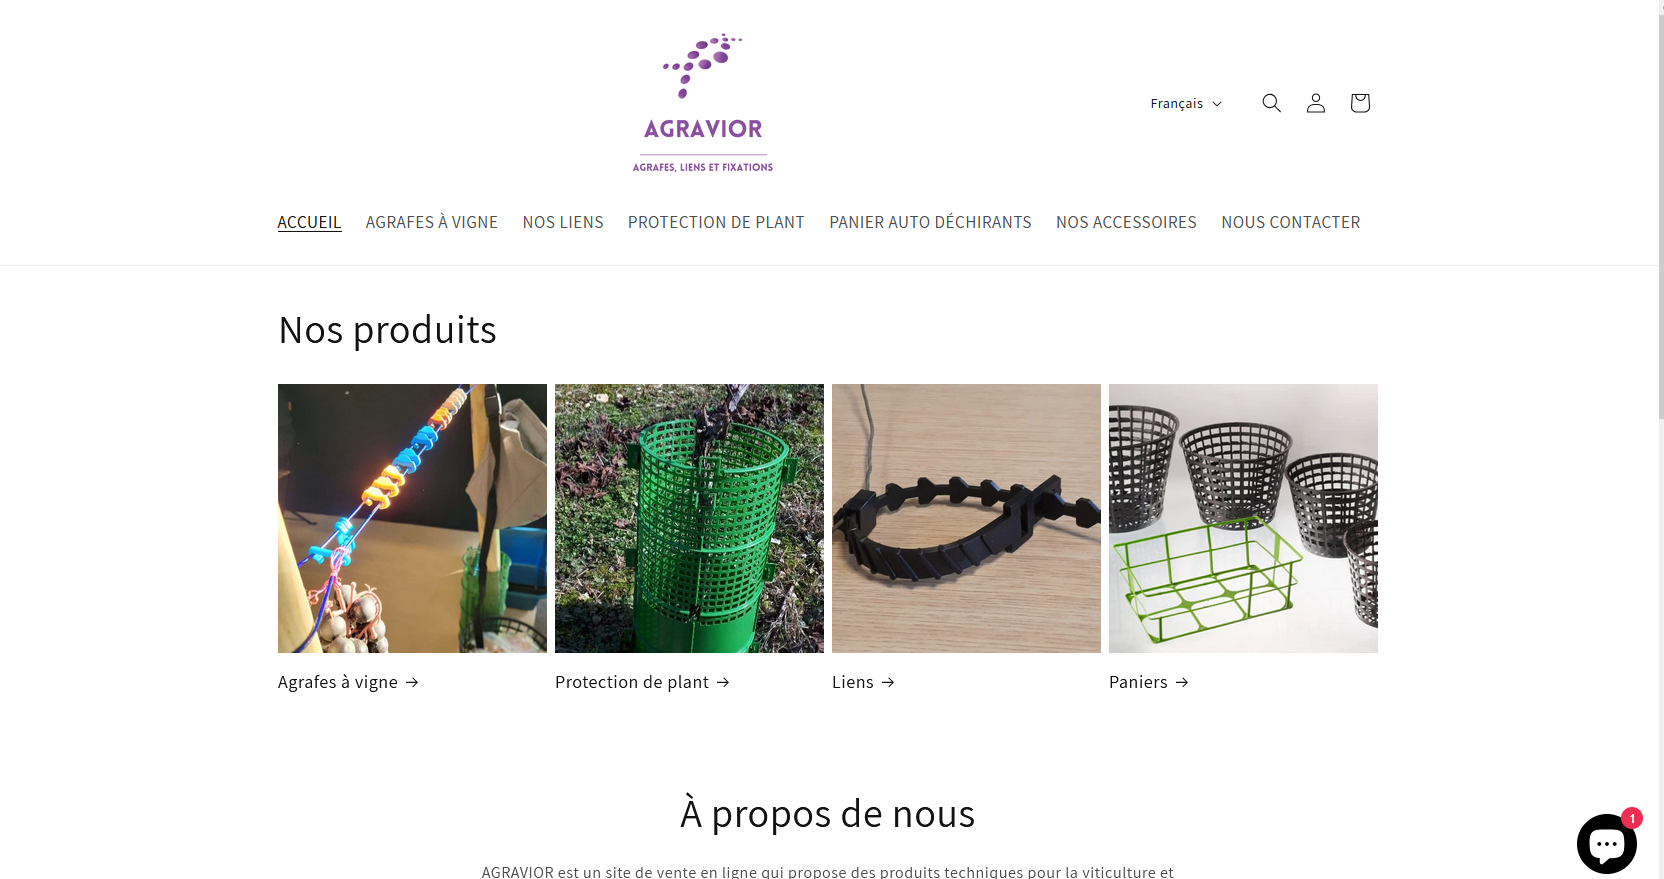 AGRAVIOR
AGRAFES, LIENS ET FIXATIONS
Français
ACCUEIL
AGRAFES À VIGNE
NOS LIENS
PROTECTION DE PLANT
PANIER AUTO DÉCHIRANTS
NOS ACCESSOIRES
NOUS CONTACTER
Nos produits
Agrafes à vigne →
Protection de plant →
Liens →
Paniers →
À propos de nous
AGRAVIOR est un site de vente en ligne qui propose des produits techniques pour la viticulture et
1